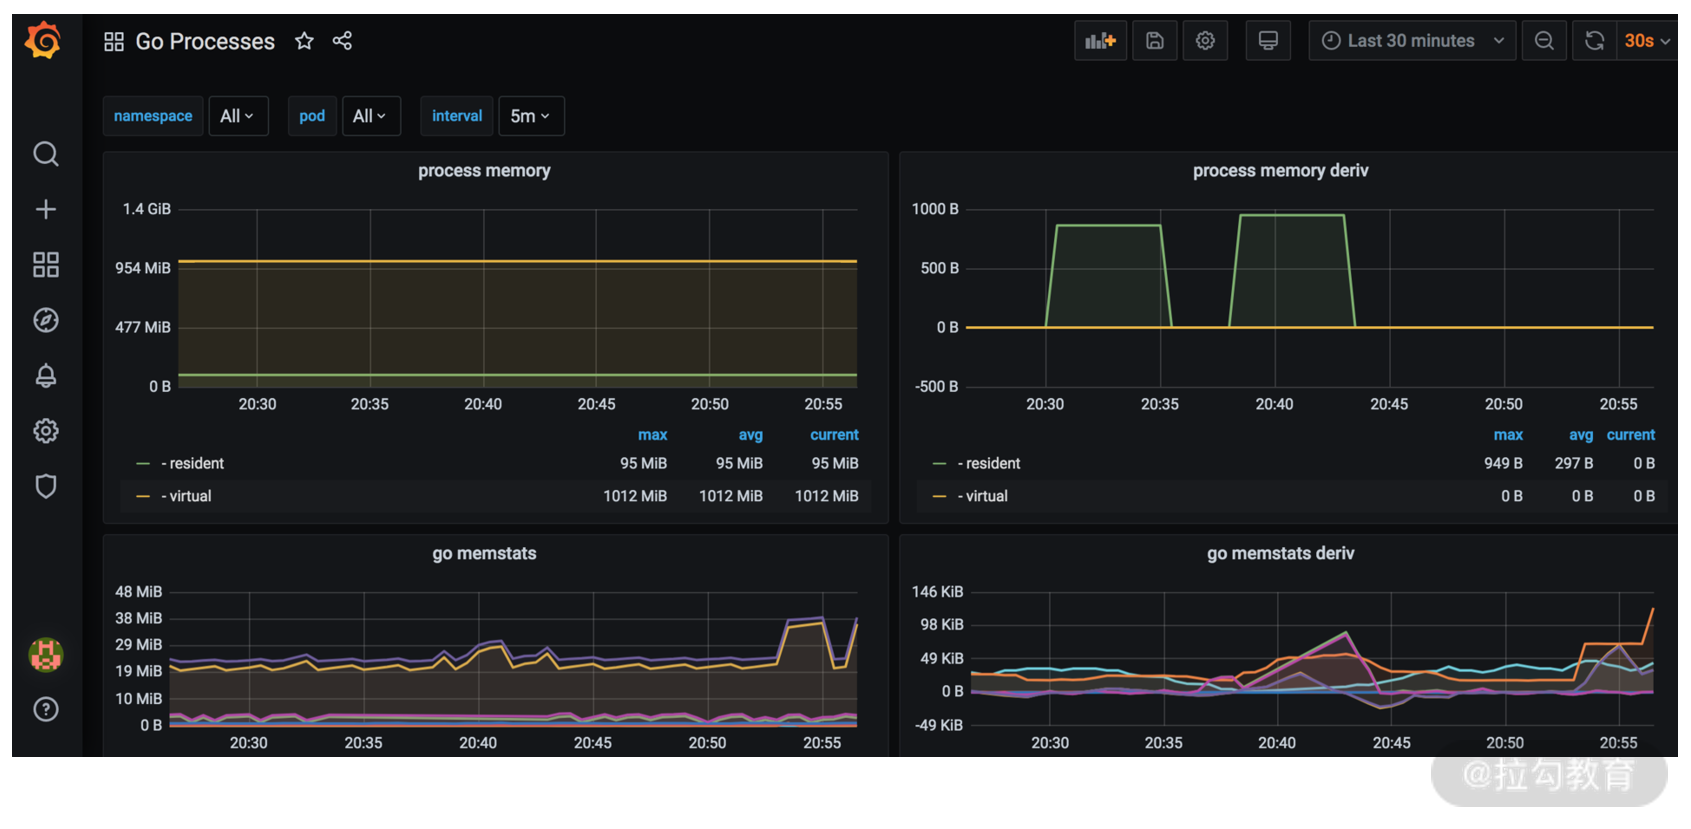 Go Processes
Last 30 minutes
30s
namespace All pod All interval 5m
process memory
1.4 GiB
954 MiB
477 MiB
0 B
20:30 20:35 20:40 20:45 20:50 20:55
max avg current
- resident 95 MiB 95 MiB 95 MiB
- virtual 1012 MiB 1012 MiB 1012 MiB
process memory deriv
1000 B
500 B
0 B
-500 B
20:30 20:35 20:40 20:45 20:50 20:55
max avg current
- resident 949 B 297 B 0 B
- virtual 0 B 0 B 0 B
go memstats
48 MiB
38 MiB
29 MiB
19 MiB
10 MiB
0 B
20:30 20:35 20:40 20:45 20:50 20:55
go memstats deriv
146 KiB
98 KiB
49 KiB
0 B
-49 KiB
20:30 20:35 20:40 20:45 20:50 20:55
@拉勾教育